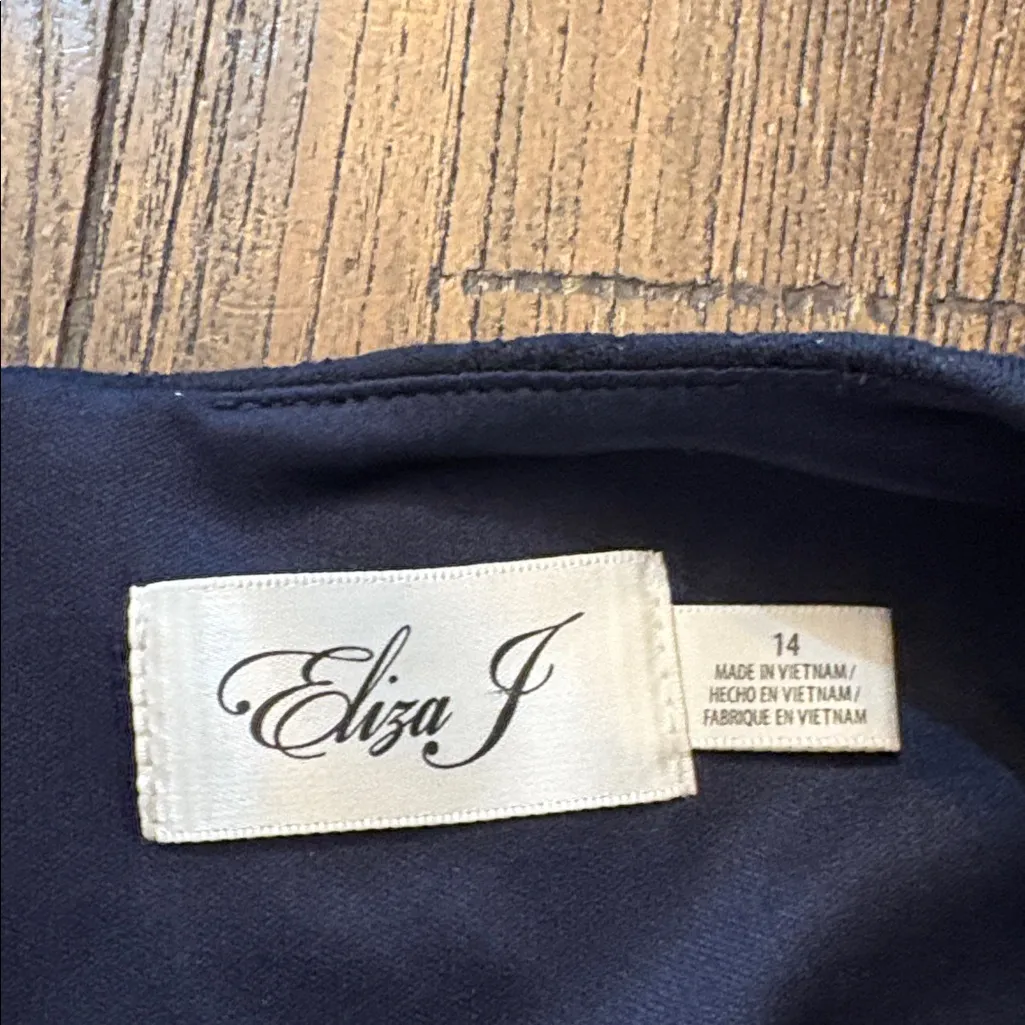 Eliza J
14
MADE IN VIETNAM/
HECHO EN VIETNAM/
FABRIQUE EN VIETNAM